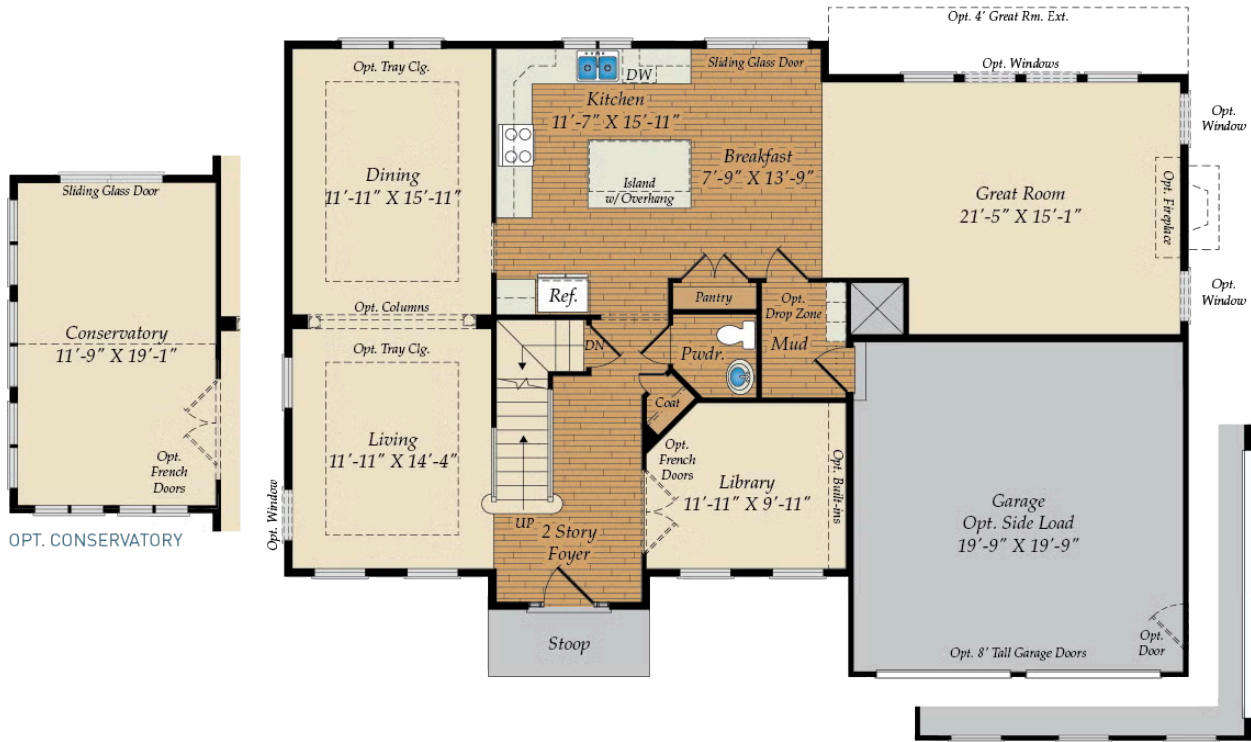 Opt. 4' Great Rm. Ext.
Opt. Tray Clg.
Sliding Glass Door
DW
Opt. Windows
Kitchen
11'-7" X 15'-11"
Opt.
Window
Breakfast
7'-9" X 13'-9"
Dining
11'-11" X 15'-11"
Island
w/ Overhang
Great Room
21'-5" X 15'-1"
Opt. Fireplace
Sliding Glass Door
Ref.
Pantry
Opt.
Drop Zone
Opt.
Window
Opt. Columns
Conservatory
11'-9" X 19'-1"
Opt. Tray Clg.
DN
Pwdr.
Mud
Coat
Living
11'-11" X 14'-4"
Opt.
French
Doors
Opt.
French
Doors
Library
11'-11" X 9'-11"
Opt. Built-ins
Garage
Opt. Side Load
19'-9" X 19'-9"
OPT. CONSERVATORY
Opt. Window
UP
2 Story
Foyer
Stoop
Opt. 8' Tall Garage Doors
Opt.
Door